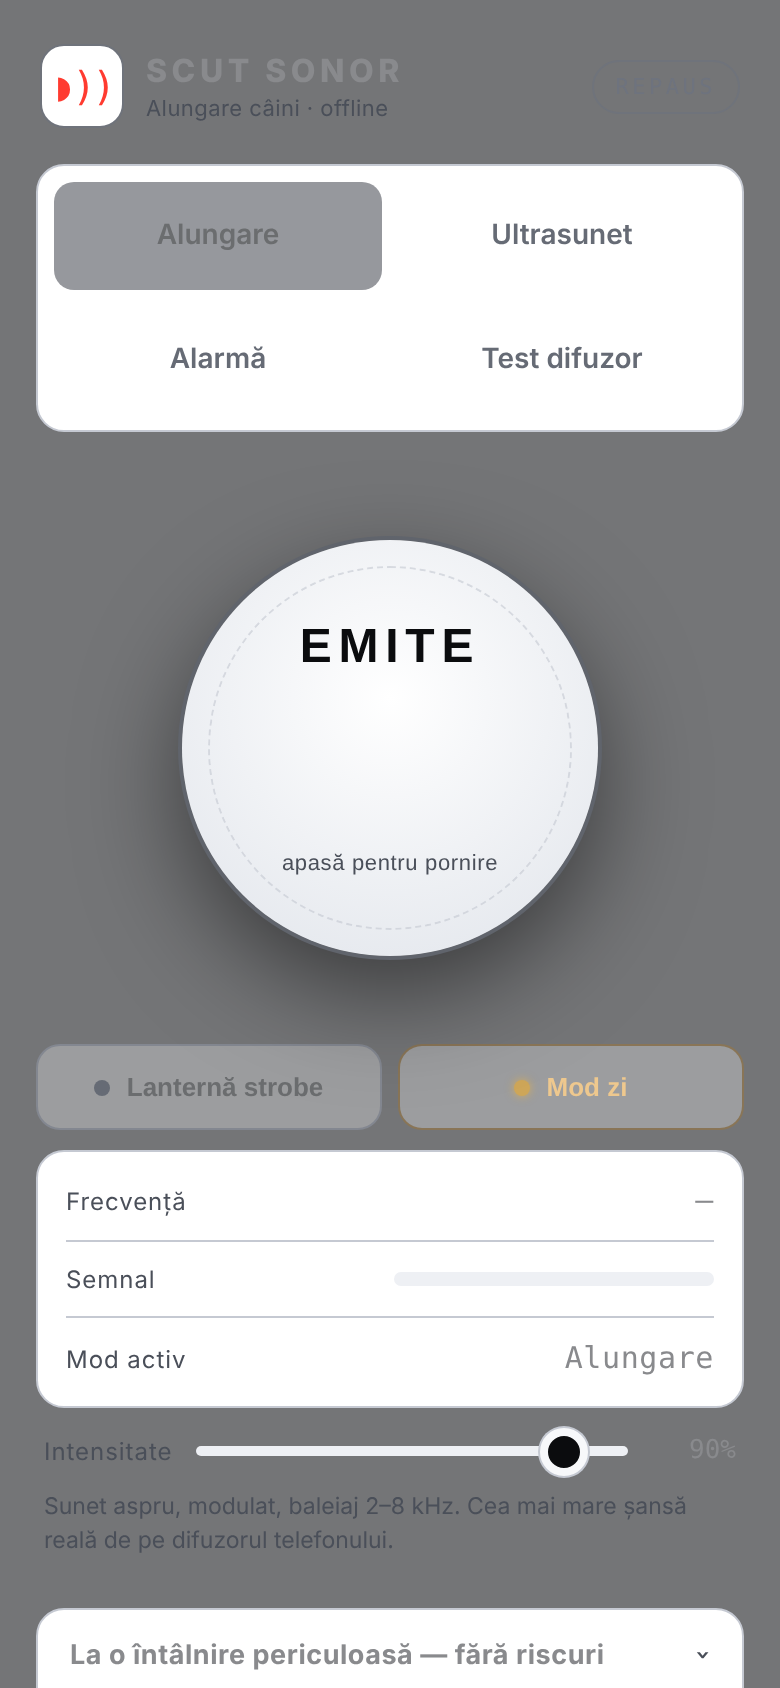 SCUT SONOR
Alungare câini · offline
Alungare
Ultrasunet
Alarmă
Test difuzor
EMITE
apasă pentru pornire
Lanternă strobe
Mod zi
Frecvență
—
Semnal
Mod activ
Alungare
Intensitate
90%
Sunet aspru, modulat, baleiaj 2–8 kHz. Cea mai mare șansă
reală de pe difuzorul telefonului.
La o întâlnire periculoasă — fără riscuri